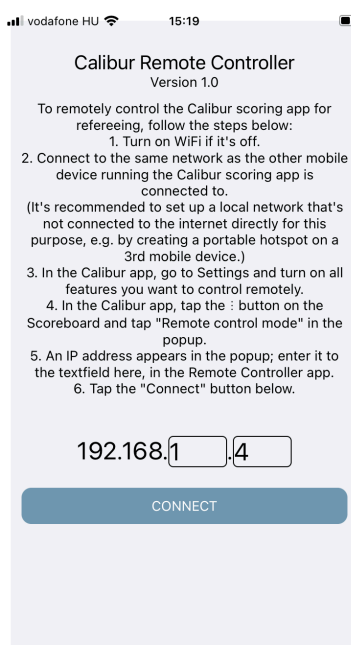 vodafone HU 15:19
Calibur Remote Controller
Version 1.0
To remotely control the Calibur scoring app for
refereeing, follow the steps below:
1. Turn on WiFi if it's off.
2. Connect to the same network as the other mobile
device running the Calibur scoring app is
connected to.
(It's recommended to set up a local network that's
not connected to the internet directly for this
purpose, e.g. by creating a portable hotspot on a
3rd mobile device.)
3. In the Calibur app, go to Settings and turn on all
features you want to control remotely.
4. In the Calibur app, tap the ⋮ button on the
Scoreboard and tap "Remote control mode" in the
popup.
5. An IP address appears in the popup; enter it to
the textfield here, in the Remote Controller app.
6. Tap the "Connect" button below.
192.168.1.4
CONNECT